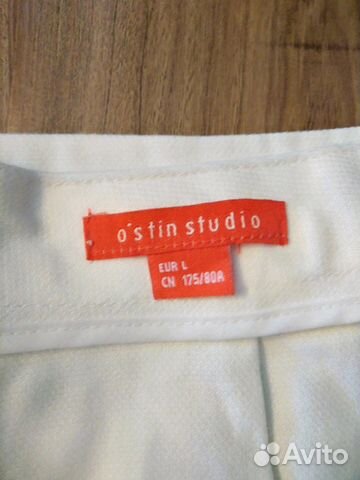 o'stin studio
EUR L
CN 175/80A
Avito